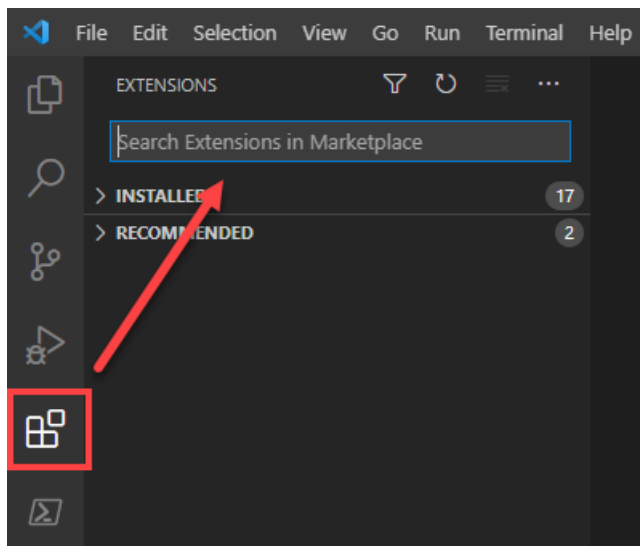 File Edit Selection View Go Run Terminal Help
EXTENSIONS
Search Extensions in Marketplace
INSTALLED 17
RECOMMENDED 2